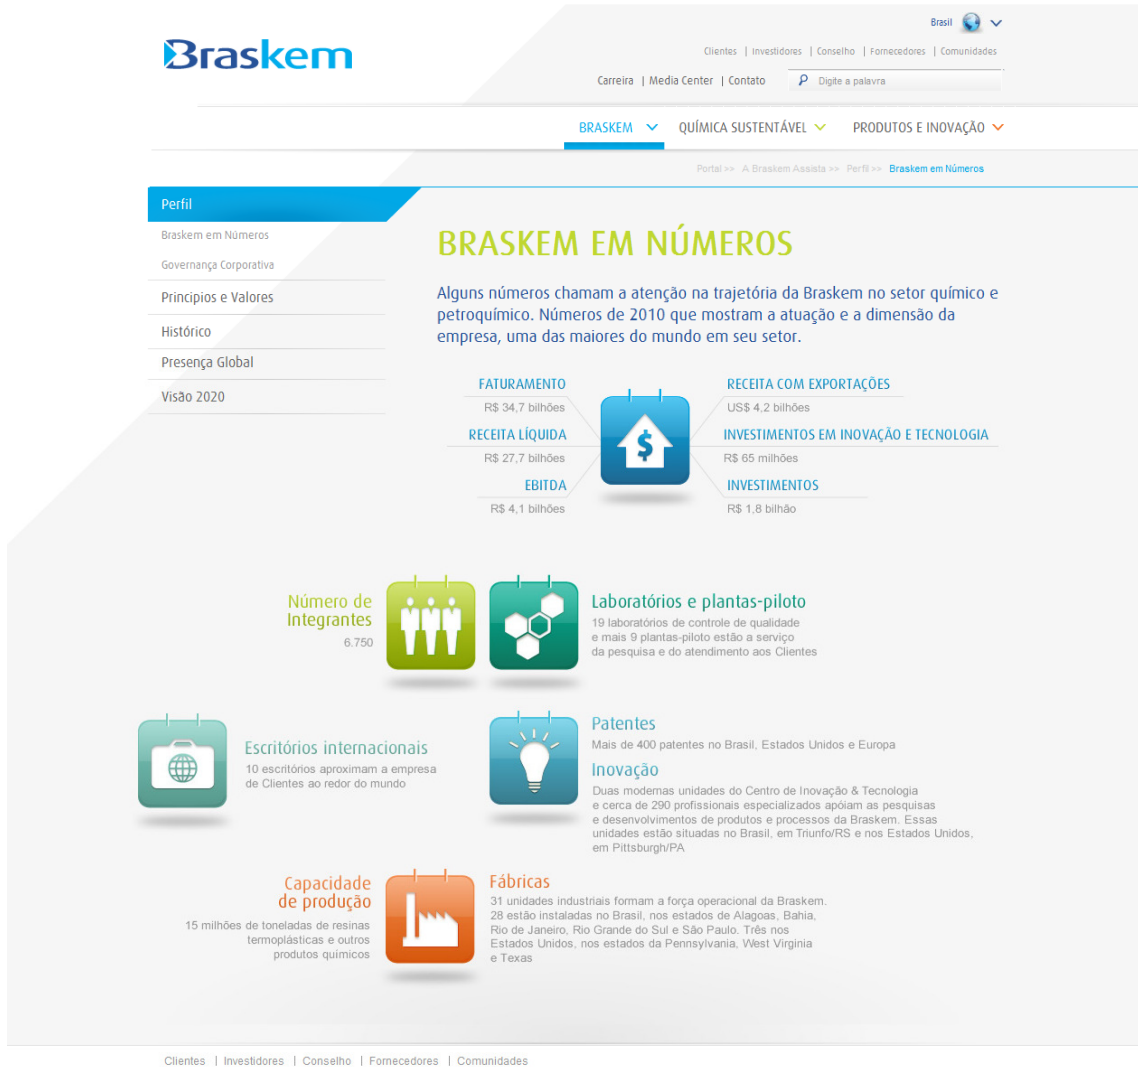 Brasil
Braskem
Clientes | Investidores | Conselho | Fornecedores | Comunidades
Carreira | Media Center | Contato
Digite a palavra
BRASKEM
QUÍMICA SUSTENTÁVEL
PRODUTOS E INOVAÇÃO
Portal >> A Braskem Assista >> Perfil >> Braskem em Números
Perfil
Braskem em Números
Governança Corporativa
Principios e Valores
Histórico
Presença Global
Visão 2020
BRASKEM EM NÚMEROS
Alguns números chamam a atenção na trajetória da Braskem no setor químico e
petroquímico. Números de 2010 que mostram a atuação e a dimensão da
empresa, uma das maiores do mundo em seu setor.
FATURAMENTO
R$ 34,7 bilhões
RECEITA LÍQUIDA
R$ 27,7 bilhões
EBITDA
R$ 4,1 bilhões
$
RECEITA COM EXPORTAÇÕES
US$ 4,2 bilhões
INVESTIMENTOS EM INOVAÇÃO E TECNOLOGIA
R$ 65 milhões
INVESTIMENTOS
R$ 1,8 bilhão
Número de
Integrantes
6.750
Laboratórios e plantas-piloto
19 laboratórios de controle de qualidade
e mais 9 plantas-piloto estão a serviço
da pesquisa e do atendimento aos Clientes
Escritórios internacionais
10 escritórios aproximam a empresa
de Clientes ao redor do mundo
Patentes
Mais de 400 patentes no Brasil, Estados Unidos e Europa
Inovação
Duas modernas unidades do Centro de Inovação & Tecnologia
e cerca de 290 profissionais especializados apóiam as pesquisas
e desenvolvimentos de produtos e processos da Braskem. Essas
unidades estão situadas no Brasil, em Triunfo/RS e nos Estados Unidos,
em Pittsburgh/PA
Capacidade
de produção
15 milhões de toneladas de resinas
termoplásticas e outros
produtos químicos
Fábricas
31 unidades industriais formam a força operacional da Braskem.
28 estão instaladas no Brasil, nos estados de Alagoas, Bahia,
Rio de Janeiro, Rio Grande do Sul e São Paulo. Três nos
Estados Unidos, nos estados da Pennsylvania, West Virginia
e Texas
Clientes | Investidores | Conselho | Fornecedores | Comunidades